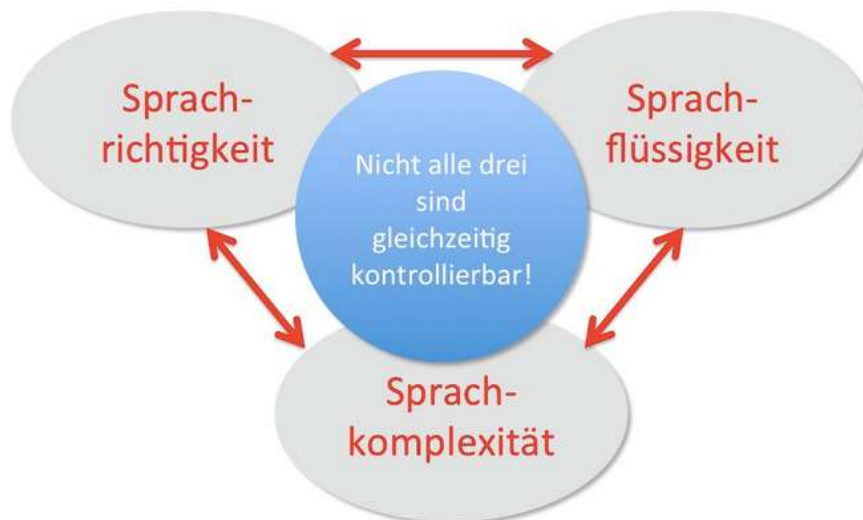 Sprach-
richtigkeit
Sprach-
flüssigkeit
Nicht alle drei
sind
gleichzeitig
kontrollierbar!
Sprach-
komplexität